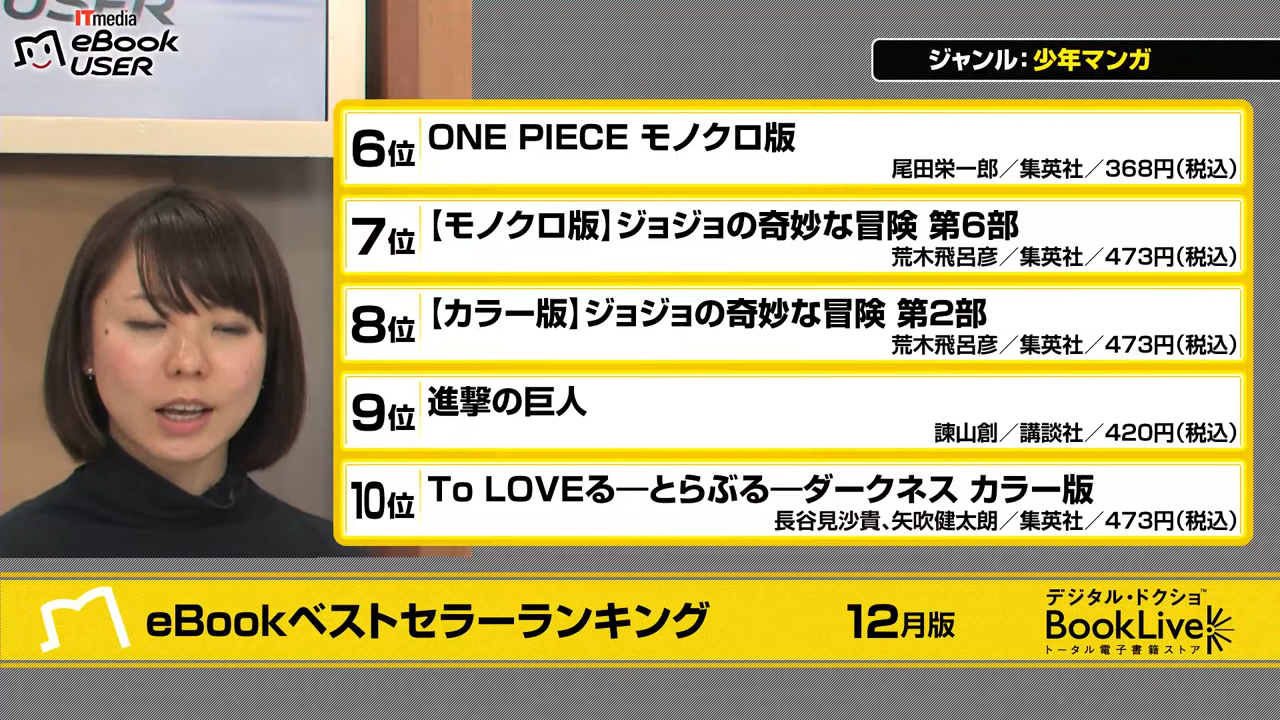 USER
ITmedia
eBook
USER
ジャンル：少年マンガ
6位
ONE PIECE モノクロ版
尾田栄一郎／集英社／368円(税込)
7位
【モノクロ版】ジョジョの奇妙な冒険 第6部
荒木飛呂彦／集英社／473円(税込)
8位
【カラー版】ジョジョの奇妙な冒険 第2部
荒木飛呂彦／集英社／473円(税込)
9位
進撃の巨人
諫山創／講談社／420円(税込)
10位
To LOVEる―とらぶる―ダークネス カラー版
長谷見沙貴、矢吹健太朗／集英社／473円(税込)
eBookベストセラーランキング
12月版
デジタル・ドクショ™
BookLive!
トータル電子書籍ストア